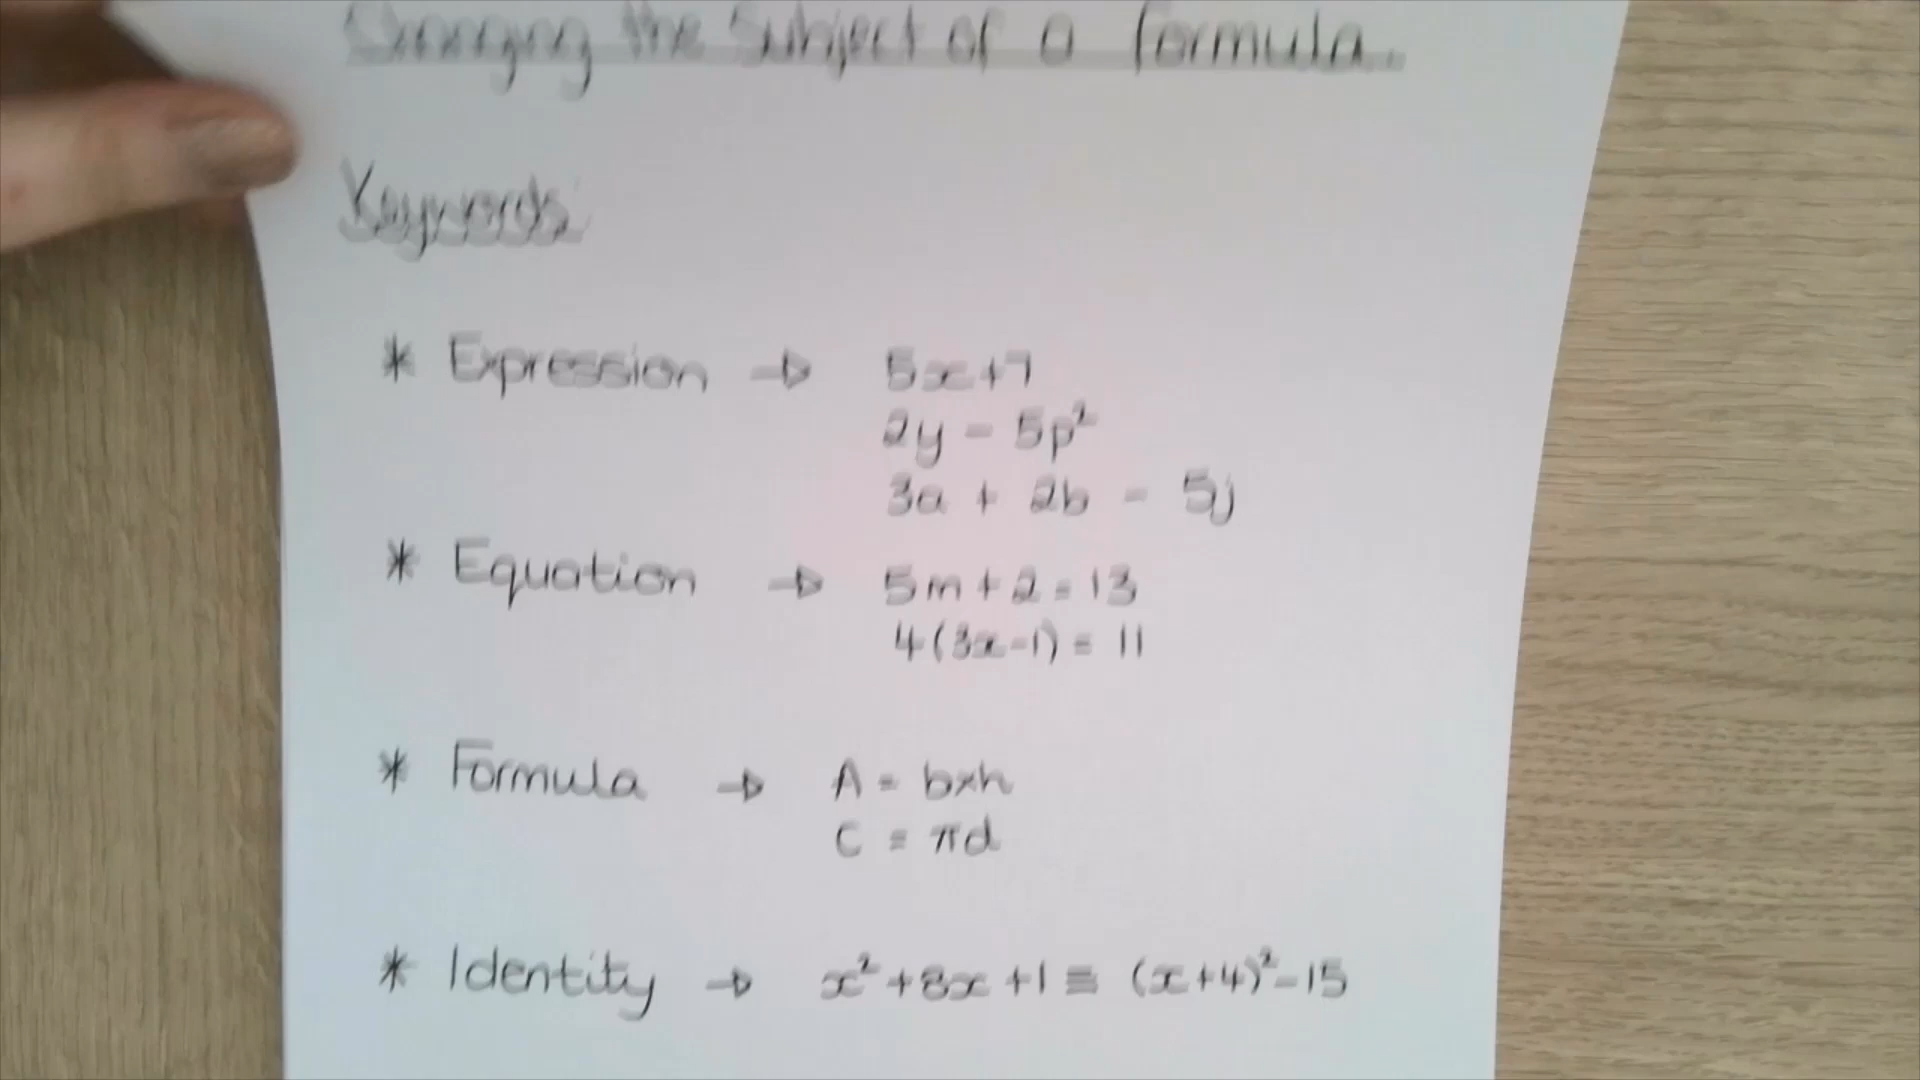 Changing the Subject of a Formula.
Keywords
* Expression → 5x+7
2y - 5p²
3a + 2b - 5j
* Equation → 5m + 2 = 13
4(3x-1) = 11
* Formula → A = b×h
C = πd
* Identity → x² + 8x + 1 ≡ (x+4)² - 15